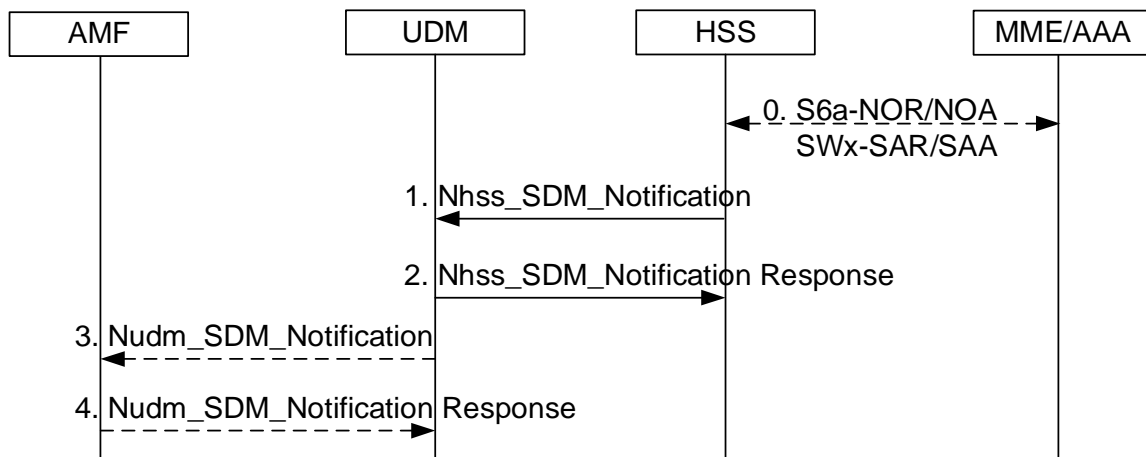 AMF
UDM
HSS
MME/AAA
0. S6a-NOR/NOA
SWx-SAR/SAA
1. Nhss_SDM_Notification
2. Nhss_SDM_Notification Response
3. Nudm_SDM_Notification
4. Nudm_SDM_Notification Response